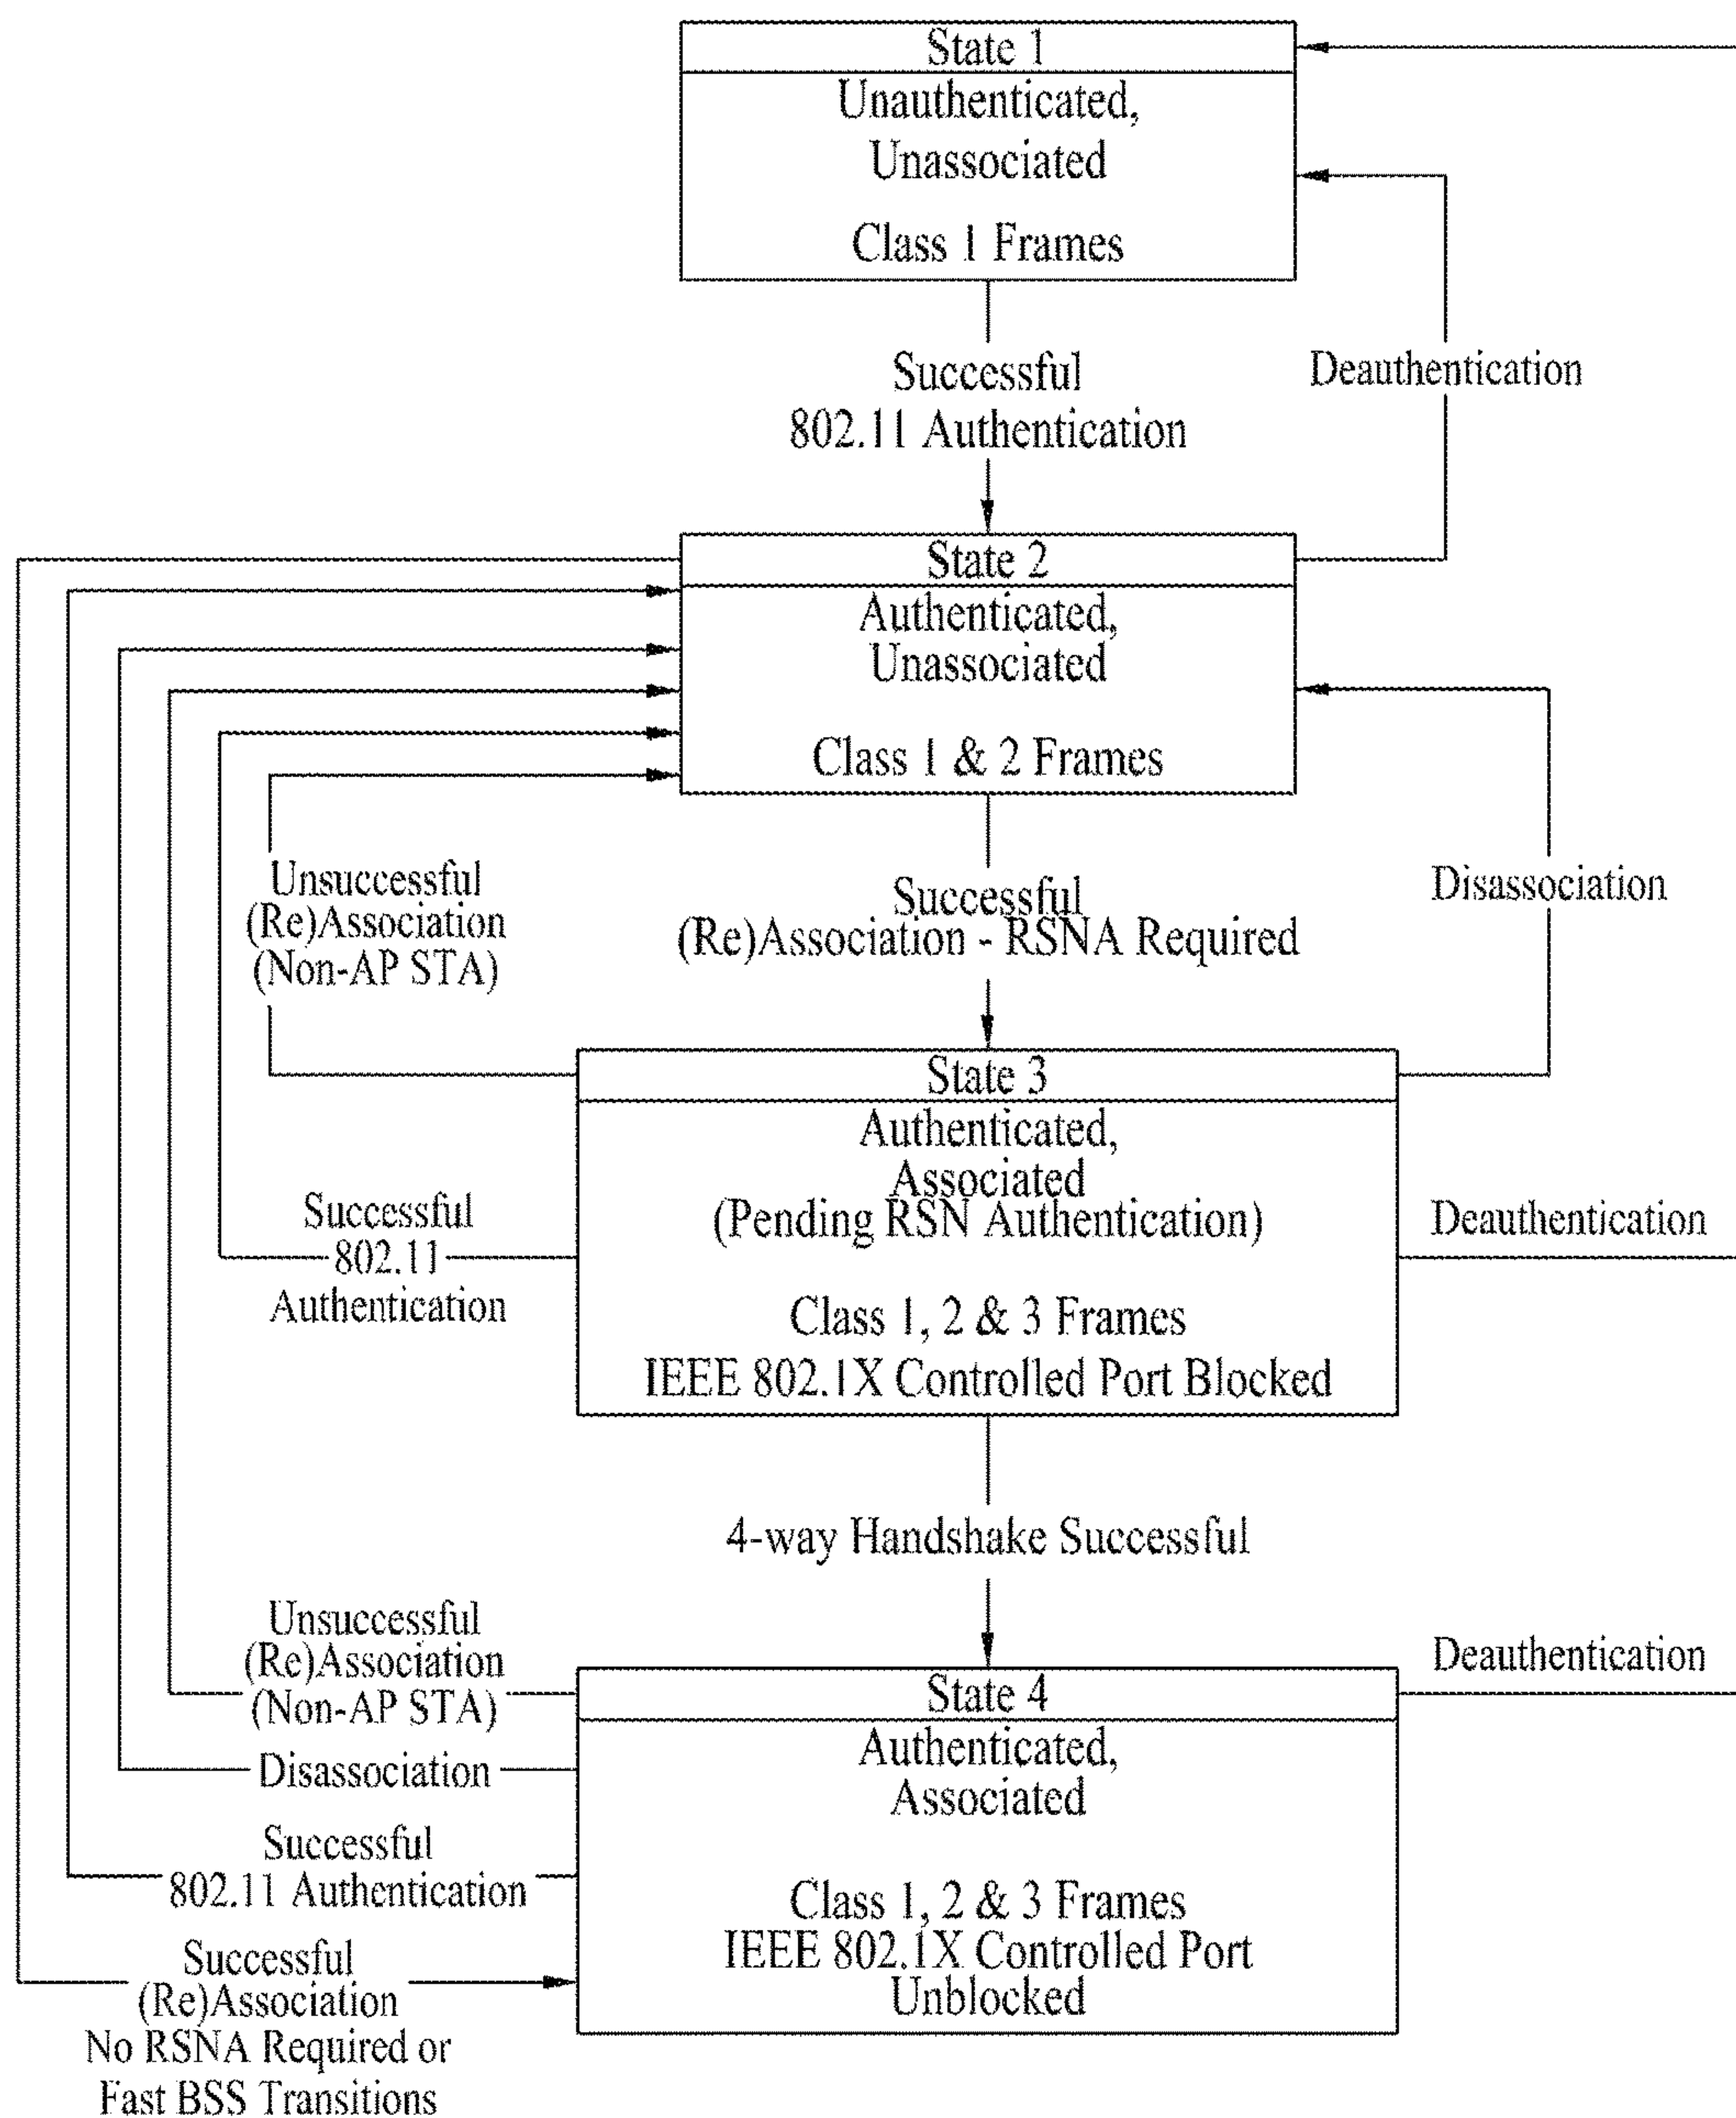 State 1
Unauthenticated,
Unassociated
Class 1 Frames
Successful
802.11 Authentication
Deauthentication
State 2
Authenticated,
Unassociated
Class 1 & 2 Frames
Unsuccessful
(Re)Association
(Non-AP STA)
Successful
(Re)Association - RSNA Required
Disassociation
State 3
Authenticated,
Associated
(Pending RSN Authentication)
Class 1, 2 & 3 Frames
IEEE 802.1X Controlled Port Blocked
Successful
802.11
Authentication
Deauthentication
4-way Handshake Successful
Unsuccessful
(Re)Association
(Non-AP STA)
Disassociation
Successful
802.11 Authentication
Successful
(Re)Association
No RSNA Required or
Fast BSS Transitions
State 4
Authenticated,
Associated
Class 1, 2 & 3 Frames
IEEE 802.1X Controlled Port
Unblocked
Deauthentication